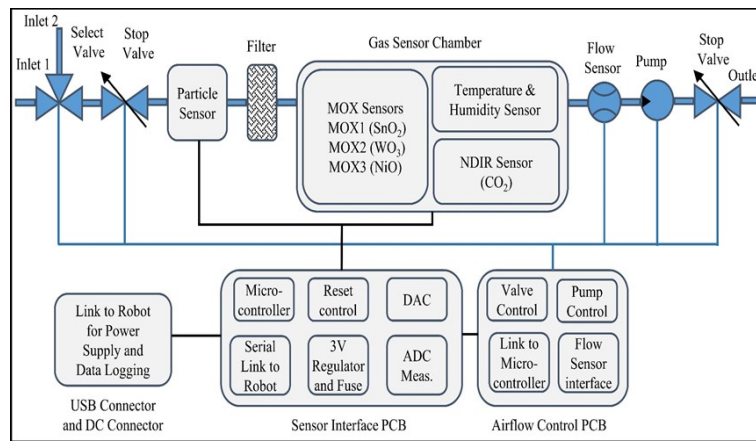 Inlet 2
Select
Valve
Inlet 1
Stop
Valve
Particle
Sensor
Filter
Gas Sensor Chamber
MOX Sensors
MOX1 (SnO₂)
MOX2 (WO₃)
MOX3 (NiO)
Temperature &
Humidity Sensor
NDIR Sensor
(CO₂)
Flow
Sensor
Pump
Stop
Valve
Outlet
Link to Robot
for Power
Supply and
Data Logging
USB Connector
and DC Connector
Micro-
controller
Reset
control
DAC
Serial
Link to
Robot
3V
Regulator
and Fuse
ADC
Meas.
Sensor Interface PCB
Valve
Control
Pump
Control
Link to
Micro-
controller
Flow
Sensor
interface
Airflow Control PCB